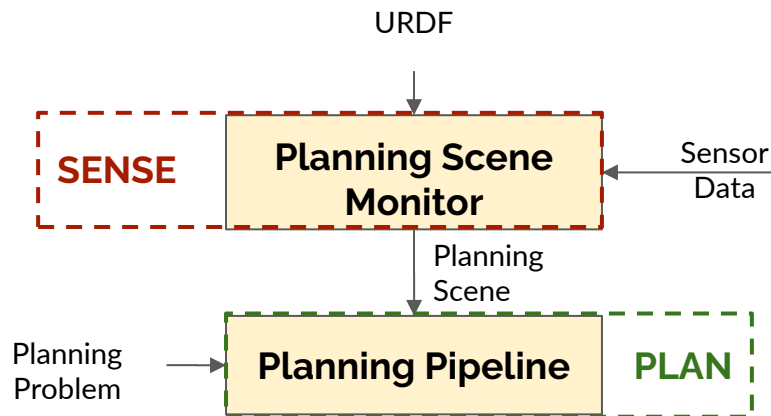 URDF
SENSE
Planning Scene
Monitor
Sensor
Data
Planning
Scene
Planning
Problem
Planning Pipeline
PLAN